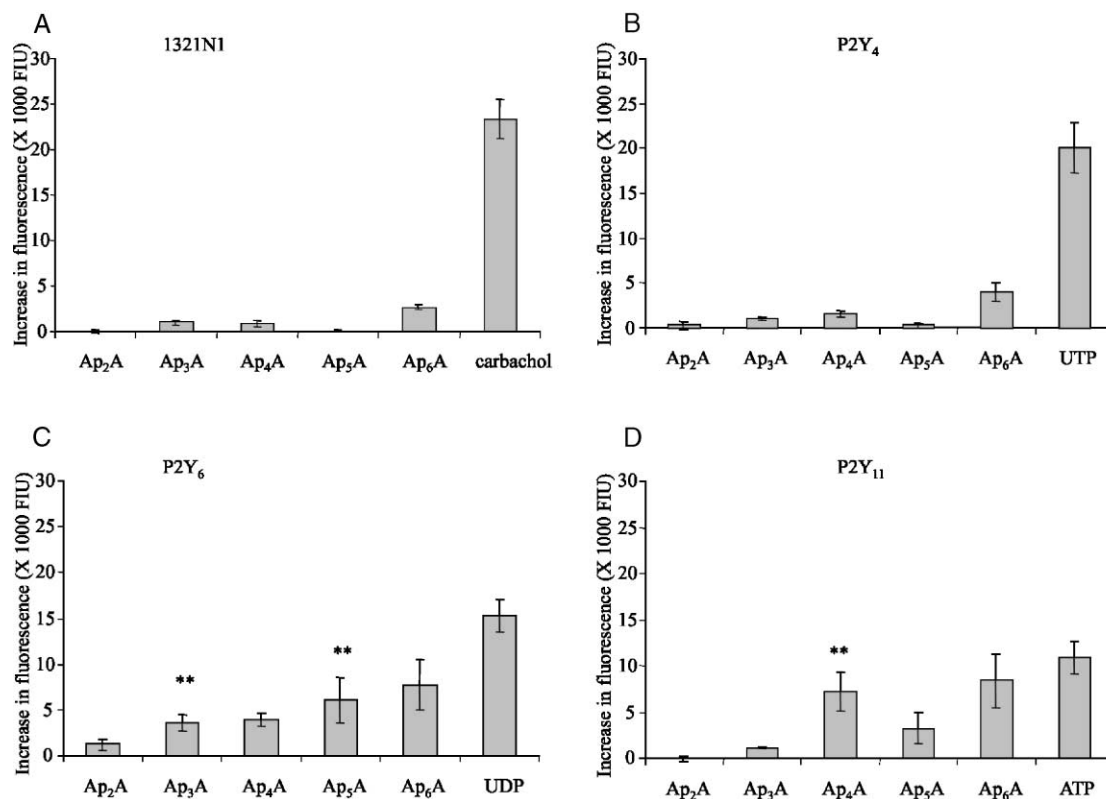 A
1321N1
Increase in fluorescence (X 1000 FIU)
30
25
20
15
10
5
0
Ap₂A Ap₃A Ap₄A Ap₅A Ap₆A carbachol
B
P2Y₄
Increase in fluorescence (X 1000 FIU)
30
25
20
15
10
5
0
Ap₂A Ap₃A Ap₄A Ap₅A Ap₆A UTP
C
P2Y₆
Increase in fluorescence (X 1000 FIU)
30
25
20
15
10
5
0
** **
Ap₂A Ap₃A Ap₄A Ap₅A Ap₆A UDP
D
P2Y₁₁
Increase in fluorescence (X 1000 FIU)
30
25
20
15
10
5
0
**
Ap₂A Ap₃A Ap₄A Ap₅A Ap₆A ATP